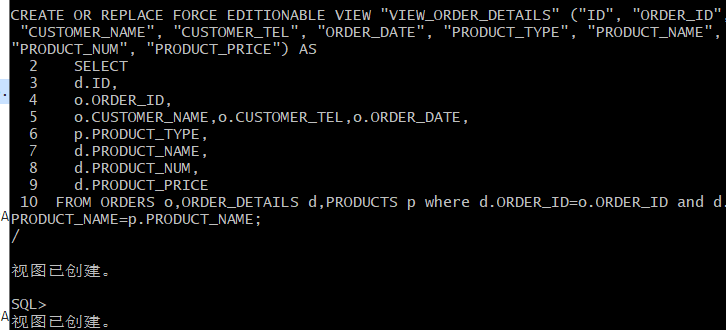 CREATE OR REPLACE FORCE EDITIONABLE VIEW "VIEW_ORDER_DETAILS" ("ID", "ORDER_ID",
 "CUSTOMER_NAME", "CUSTOMER_TEL", "ORDER_DATE", "PRODUCT_TYPE", "PRODUCT_NAME",
"PRODUCT_NUM", "PRODUCT_PRICE") AS
  2    SELECT
  3    d.ID,
  4    o.ORDER_ID,
  5    o.CUSTOMER_NAME,o.CUSTOMER_TEL,o.ORDER_DATE,
  6    p.PRODUCT_TYPE,
  7    d.PRODUCT_NAME,
  8    d.PRODUCT_NUM,
  9    d.PRODUCT_PRICE
 10  FROM ORDERS o,ORDER_DETAILS d,PRODUCTS p where d.ORDER_ID=o.ORDER_ID and d.
PRODUCT_NAME=p.PRODUCT_NAME;
/
A
视图已创建。
SQL>
A
视图已创建。